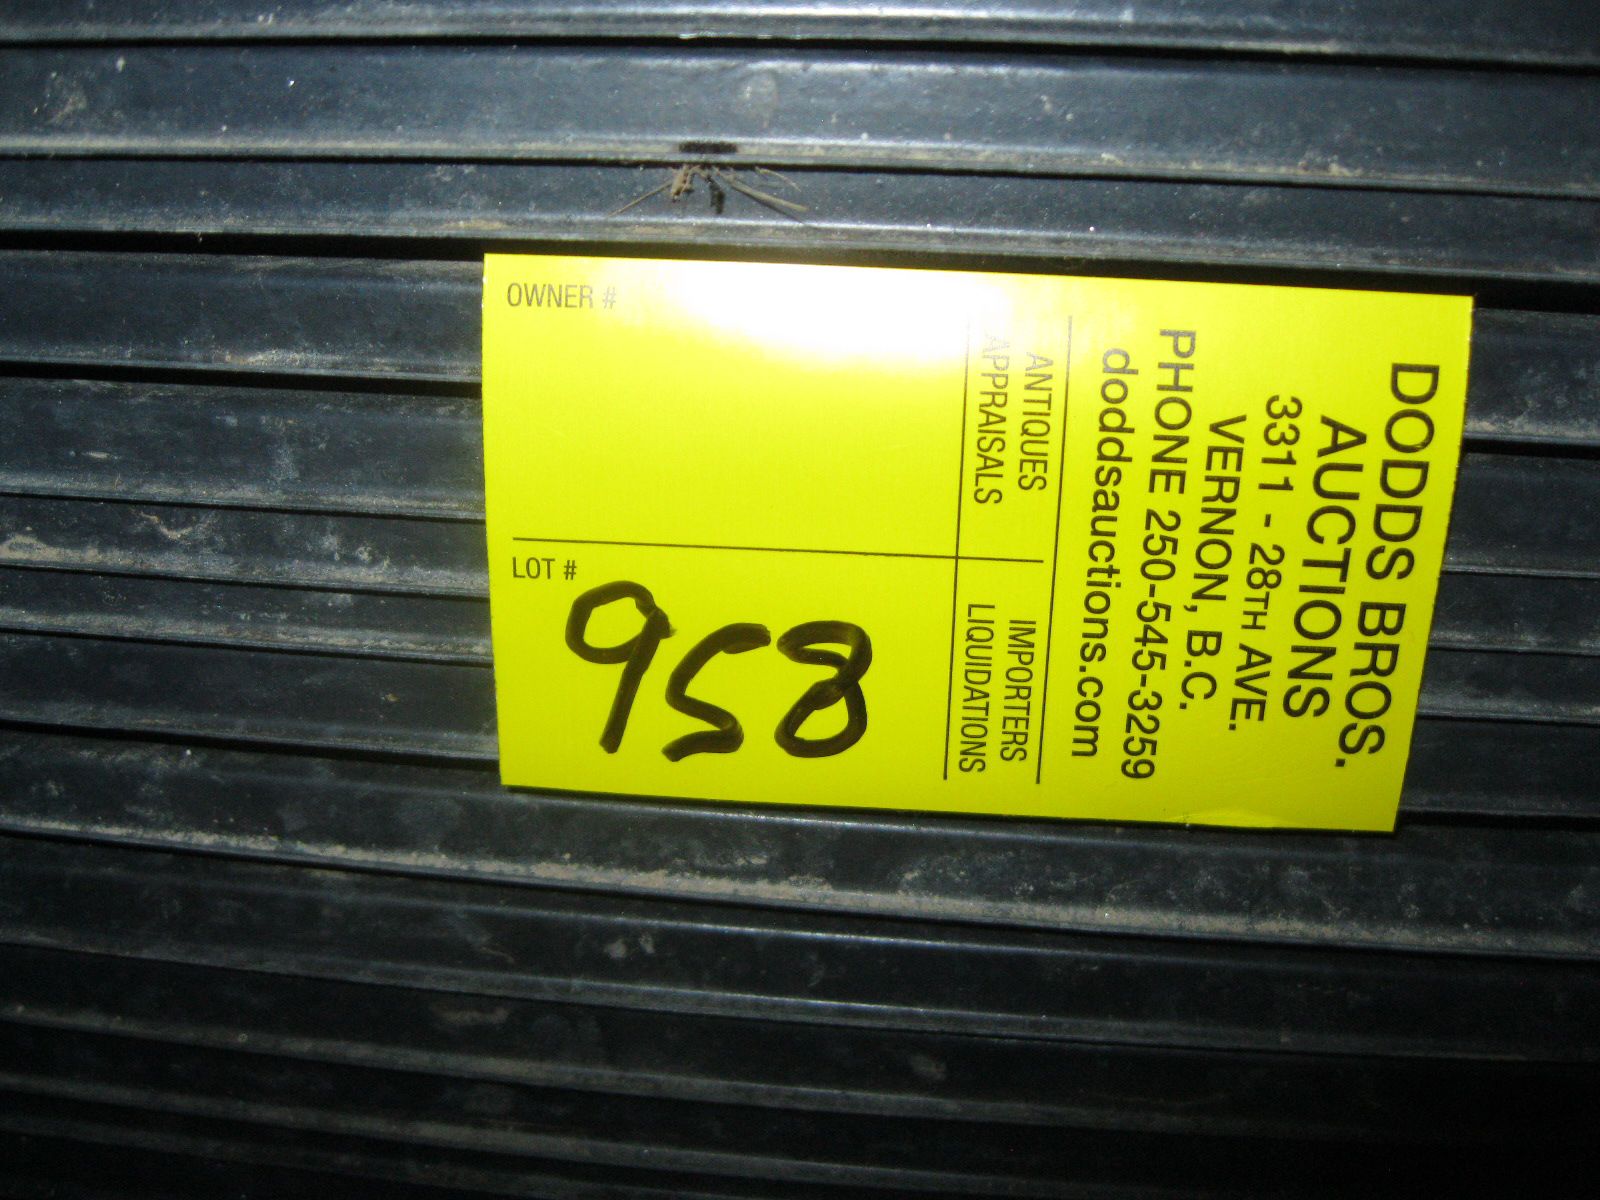 DODDS BROS.
AUCTIONS
3311 - 28TH AVE.
VERNON, B.C.
PHONE 250-545-3259
doddsauctions.com
ANTIQUES IMPORTERS
APPRAISALS LIQUIDATIONS
OWNER #
LOT # 958